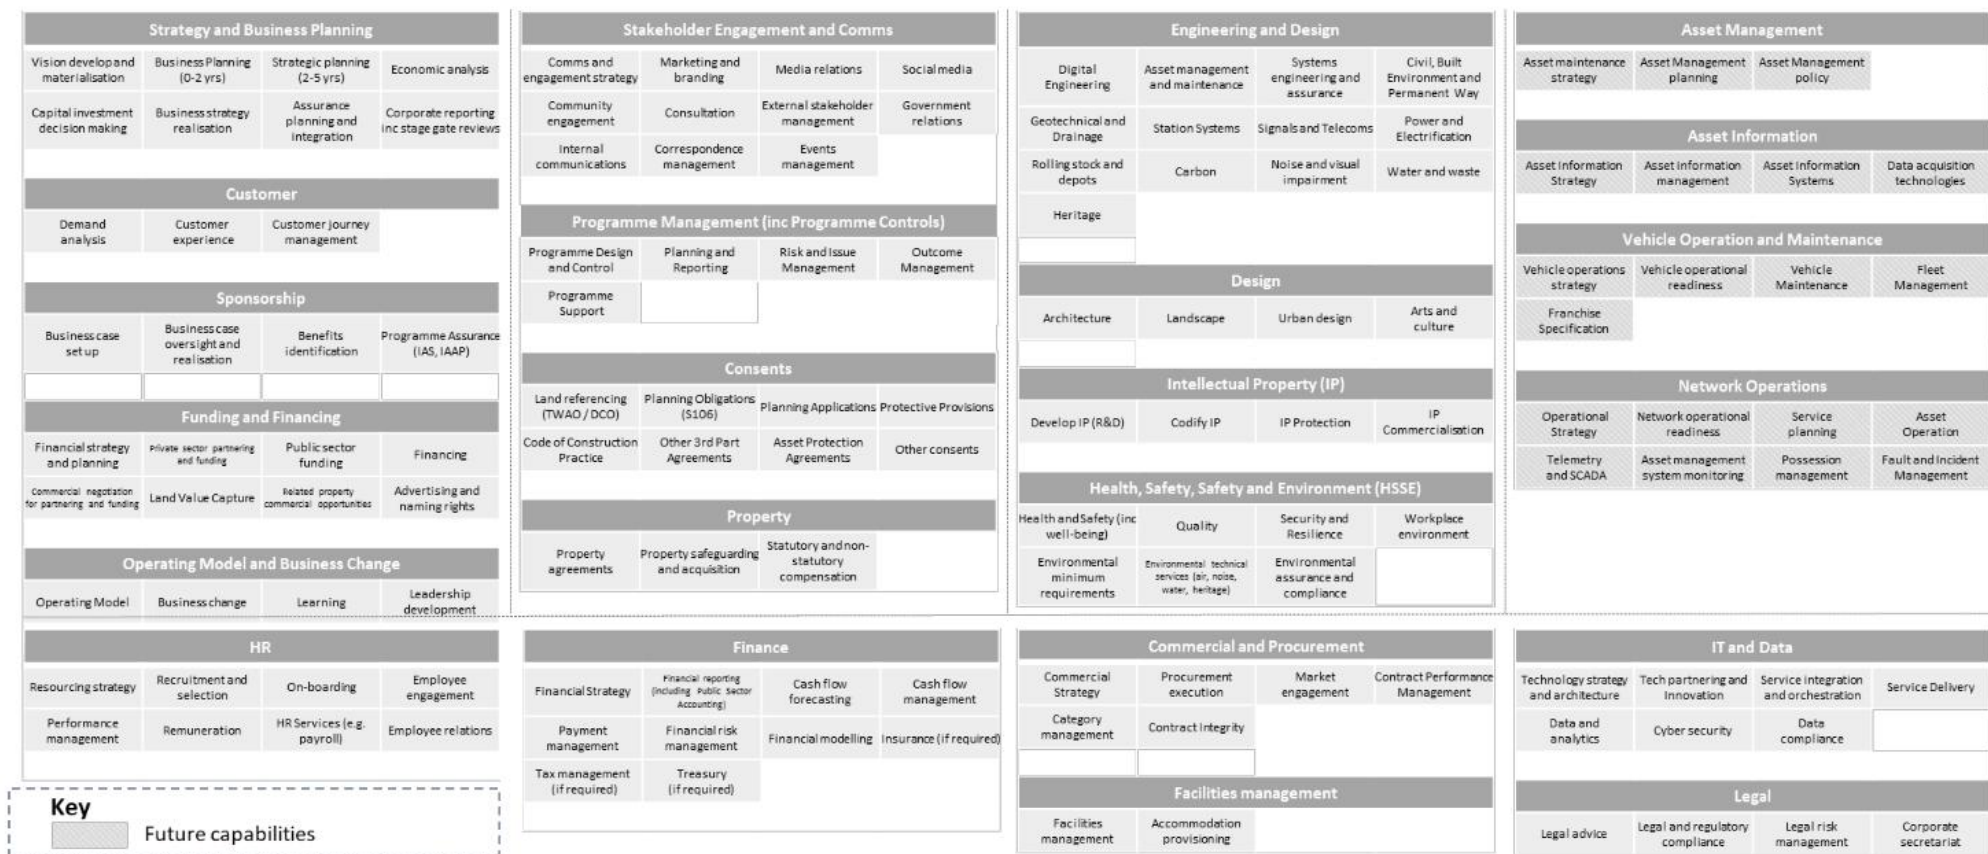 Strategy and Business Planning
Vision develop and
materialisation
Business Planning
(0-2 yrs)
Strategic planning
(2-5 yrs)
Economic analysis
Capital investment
decision making
Business strategy
realisation
Assurance
planning and
integration
Corporate reporting
inc stage gate reviews
Customer
Demand
analysis
Customer
experience
Customer journey
management
Sponsorship
Business case
set up
Business case
oversight and
realisation
Benefits
identification
Programme Assurance
(IAS, IAAP)
Funding and Financing
Financial strategy
and planning
Private sector partnering
and funding
Public sector
funding
Financing
Commercial negotiation
for partnering and funding
Land Value Capture
Related property
commercial opportunities
Advertising and
naming rights
Operating Model and Business Change
Operating Model
Business change
Learning
Leadership
development
Stakeholder Engagement and Comms
Comms and
engagement strategy
Marketing and
branding
Media relations
Social media
Community
engagement
Consultation
External stakeholder
management
Government
relations
Internal
communications
Correspondence
management
Events
management
Programme Management (inc Programme Controls)
Programme Design
and Control
Planning and
Reporting
Risk and Issue
Management
Outcome
Management
Programme
Support
Consents
Land referencing
(TWAO / DCO)
Planning Obligations
(S106)
Planning Applications
Protective Provisions
Code of Construction
Practice
Other 3rd Part
Agreements
Asset Protection
Agreements
Other consents
Property
Property
agreements
Property safeguarding
and acquisition
Statutory and non-
statutory
compensation
Engineering and Design
Digital
Engineering
Asset management
and maintenance
Systems
engineering and
assurance
Civil, Built
Environment and
Permanent Way
Geotechnical and
Drainage
Station Systems
Signals and Telecoms
Power and
Electrification
Rolling stock and
depots
Carbon
Noise and visual
impairment
Water and waste
Heritage
Design
Architecture
Landscape
Urban design
Arts and
culture
Intellectual Property (IP)
Develop IP (R&D)
Codify IP
IP Protection
IP
Commercialisation
Health, Safety, Safety and Environment (HSSE)
Health and Safety (inc
well-being)
Quality
Security and
Resilience
Workplace
environment
Environmental
minimum
requirements
Environmental technical
services (air, noise,
water, heritage)
Environmental
assurance and
compliance
Asset Management
Asset maintenance
strategy
Asset Management
planning
Asset Management
policy
Asset Information
Asset Information
Strategy
Asset Information
management
Asset Information
Systems
Data acquisition
technologies
Vehicle Operation and Maintenance
Vehicle operations
strategy
Vehicle operational
readiness
Vehicle
Maintenance
Fleet
Management
Franchise
Specification
Network Operations
Operational
Strategy
Network operational
readiness
Service
planning
Asset
Operation
Telemetry
and SCADA
Asset management
system monitoring
Possession
management
Fault and Incident
Management
HR
Resourcing strategy
Recruitment and
selection
On-boarding
Employee
engagement
Performance
management
Remuneration
HR Services (e.g.
payroll)
Employee relations
Finance
Financial Strategy
Financial reporting
(including Public Sector
Accounting)
Cash flow
forecasting
Cash flow
management
Payment
management
Financial risk
management
Financial modelling
Insurance (if required)
Tax management
(if required)
Treasury
(if required)
Commercial and Procurement
Commercial
Strategy
Procurement
execution
Market
engagement
Contract Performance
Management
Category
management
Contract Integrity
Facilities management
Facilities
management
Accommodation
provisioning
IT and Data
Technology strategy
and architecture
Tech partnering and
Innovation
Service integration
and orchestration
Service Delivery
Data and
analytics
Cyber security
Data
compliance
Legal
Legal advice
Legal and regulatory
compliance
Legal risk
management
Corporate
secretariat
Key
Future capabilities